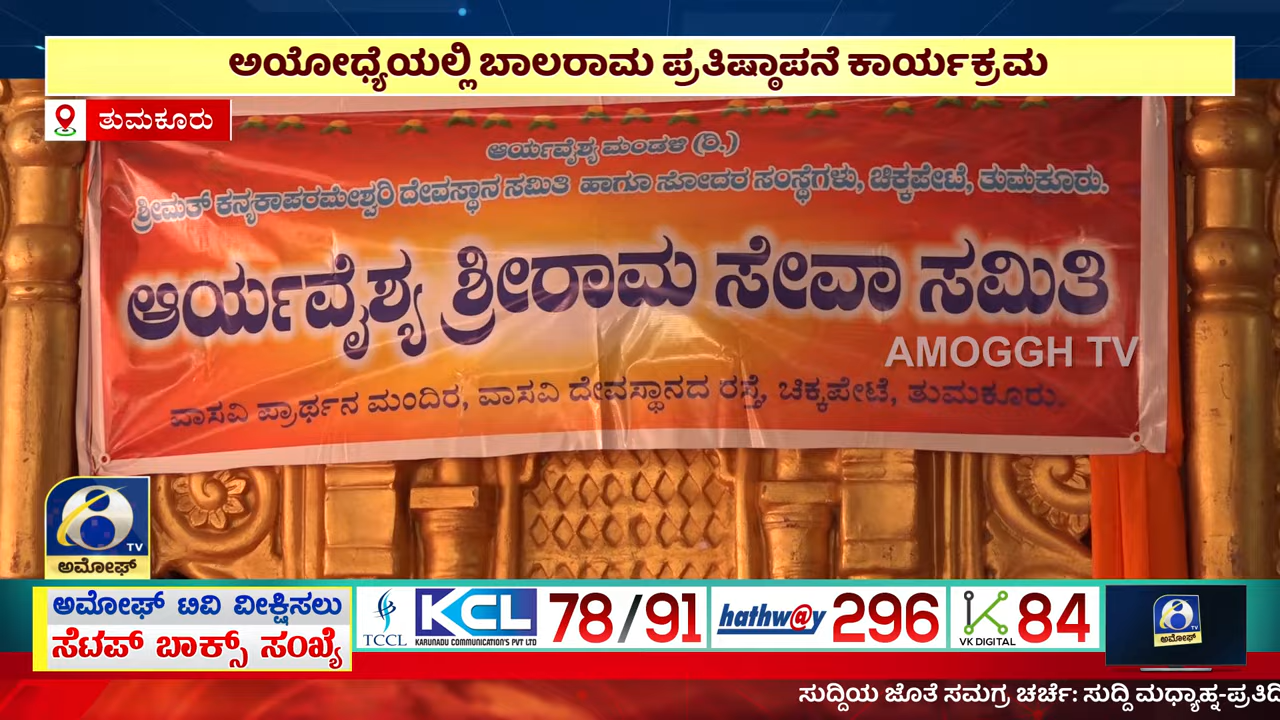 ಅಯೋಧ್ಯೆಯಲ್ಲಿ ಬಾಲರಾಮ ಪ್ರತಿಷ್ಠಾಪನೆ ಕಾರ್ಯಕ್ರಮ
ತುಮಕೂರು
ಆರ್ಯವೈಶ್ಯ ಮಂಡಳಿ (ರಿ.)
ಶ್ರೀಮತ್ ಕನ್ಯಕಾಪರಮೇಶ್ವರಿ ದೇವಸ್ಥಾನ ಸಮಿತಿ ಹಾಗೂ ಸೋದರ ಸಂಸ್ಥೆಗಳು, ಚಿಕ್ಕಪೇಟೆ, ತುಮಕೂರು.
ಆರ್ಯವೈಶ್ಯ ಶ್ರೀರಾಮ ಸೇವಾ ಸಮಿತಿ
AMOGGH TV
ವಾಸವಿ ಪ್ರಾರ್ಥನ ಮಂದಿರ, ವಾಸವಿ ದೇವಸ್ಥಾನದ ರಸ್ತೆ, ಚಿಕ್ಕಪೇಟೆ, ತುಮಕೂರು.
TV
ಅಮೋಘ್
ಅಮೋಘ್ ಟಿವಿ ವೀಕ್ಷಿಸಲು
ಸೆಟಪ್ ಬಾಕ್ಸ್ ಸಂಖ್ಯೆ
TCCL KCL 78/91 hathw@y 296 84
KARUNADU COMMUNICATION'S PVT LTD
VK DIGITAL
ಅಮೋಘ್
ಸುದ್ದಿಯ ಜೊತೆ ಸಮಗ್ರ ಚರ್ಚೆ: ಸುದ್ದಿ ಮಧ್ಯಾಹ್ನ-ಪ್ರತಿದಿ